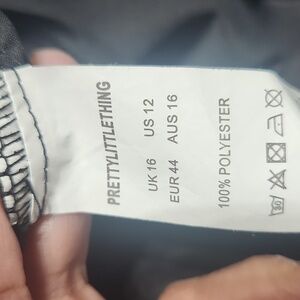 PRETTYLITTLETHING
UK 16 US 12
EUR 44 AUS 16
100% POLYESTER